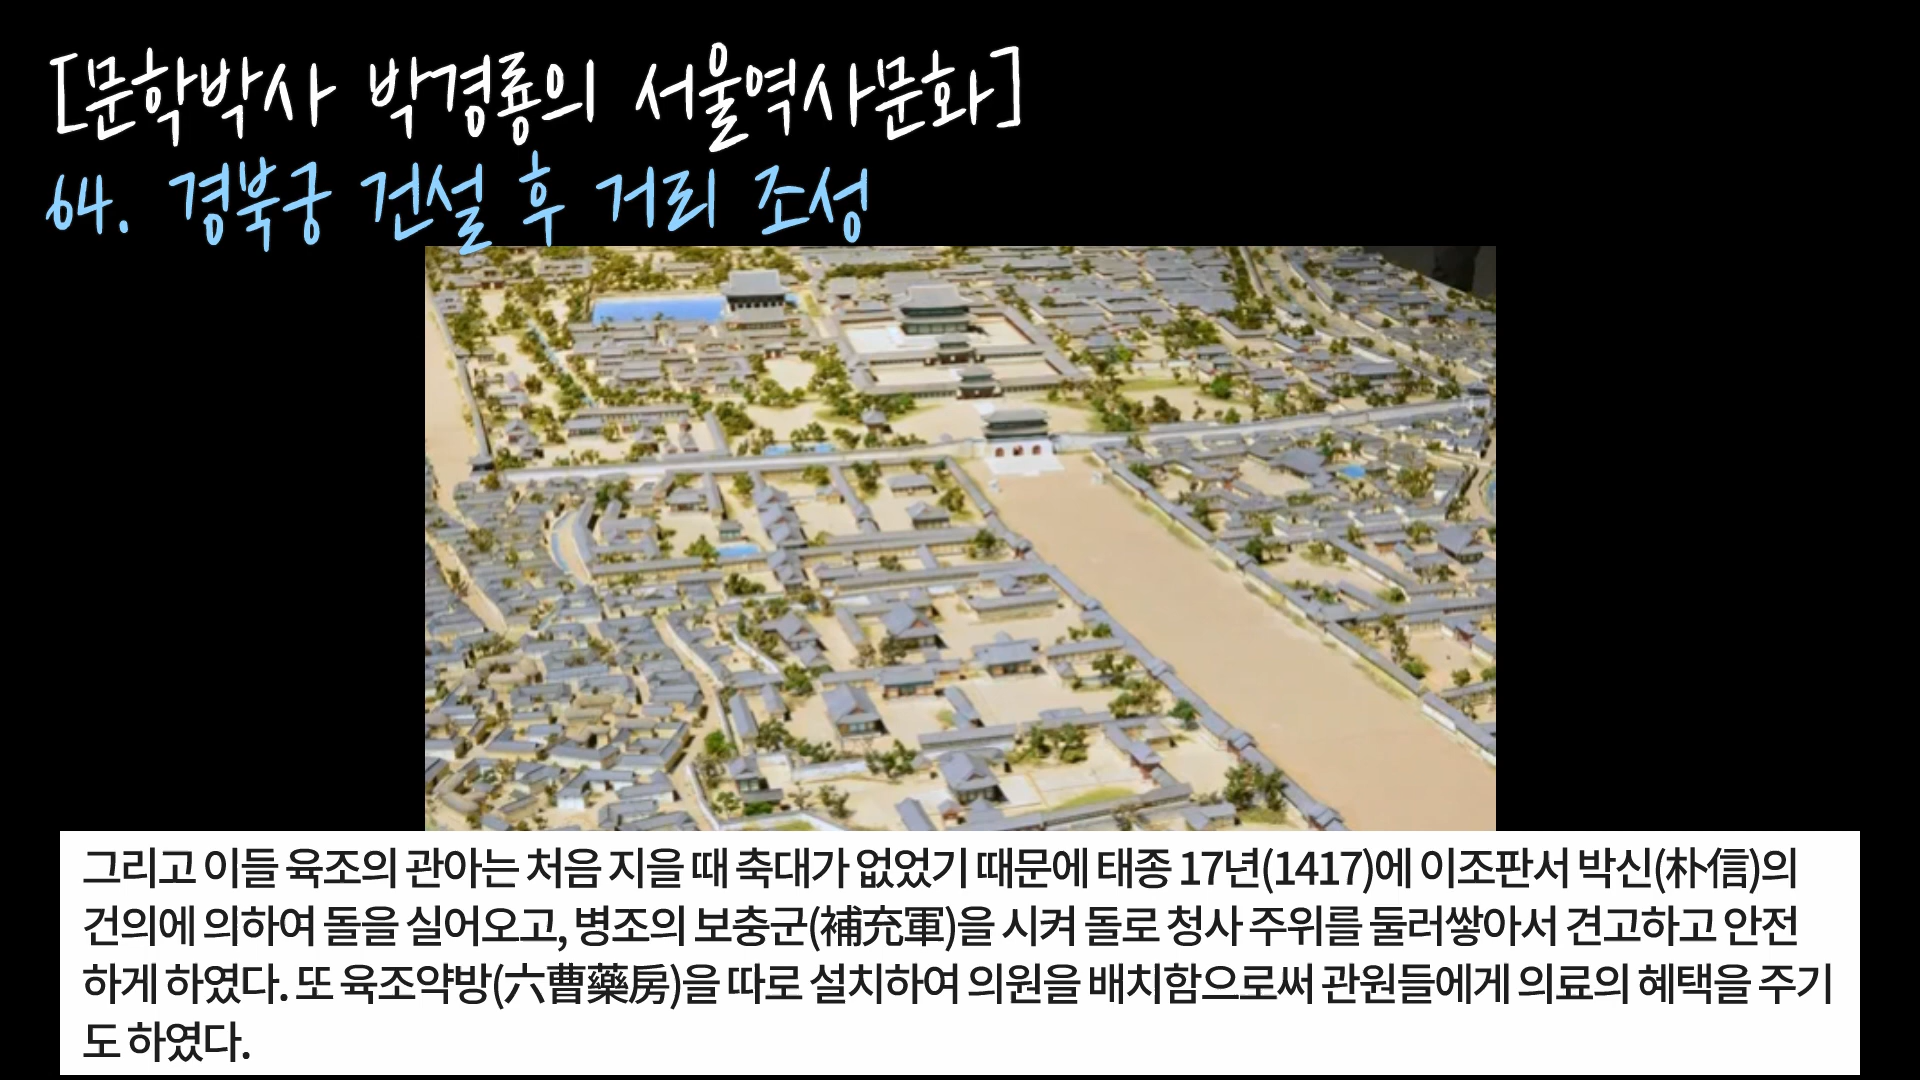 [문학박사 박경룡의 서울역사문화]
64. 경북궁 건설 후 거리 조성
그리고 이들 육조의 관아는 처음 지을 때 축대가 없었기 때문에 태종 17년(1417)에 이조판서 박신(朴信)의
건의에 의하여 돌을 실어오고, 병조의 보충군(補充軍)을 시켜 돌로 청사 주위를 둘러쌓아서 견고하고 안전
하게 하였다. 또 육조약방(六曹藥房)을 따로 설치하여 의원을 배치함으로써 관원들에게 의료의 혜택을 주기
도 하였다.